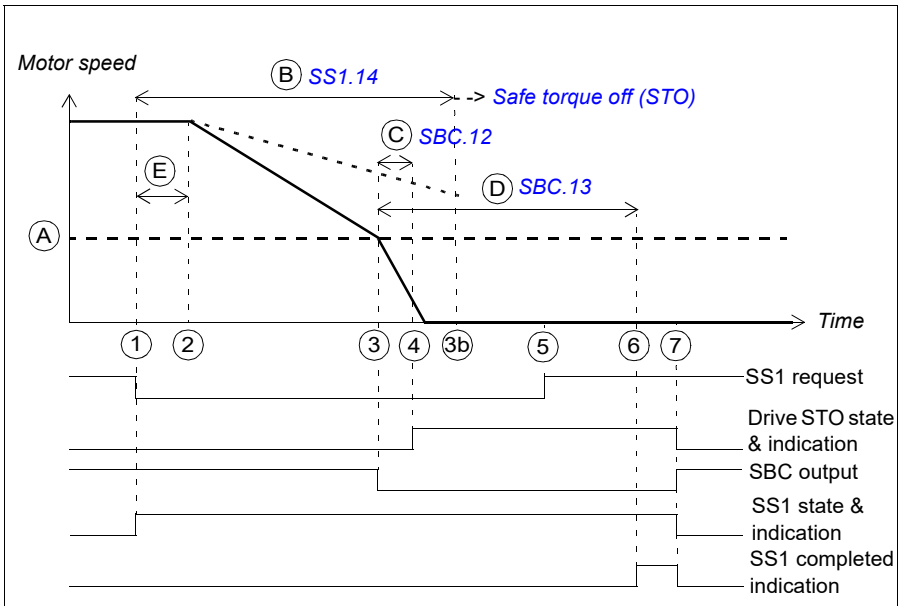 Motor speed
B SS1.14
Safe torque off (STO)
C SBC.12
E
D SBC.13
A
Time
1 2 3 4 3b 5 6 7
SS1 request
Drive STO state
& indication
SBC output
SS1 state &
indication
SS1 completed
indication